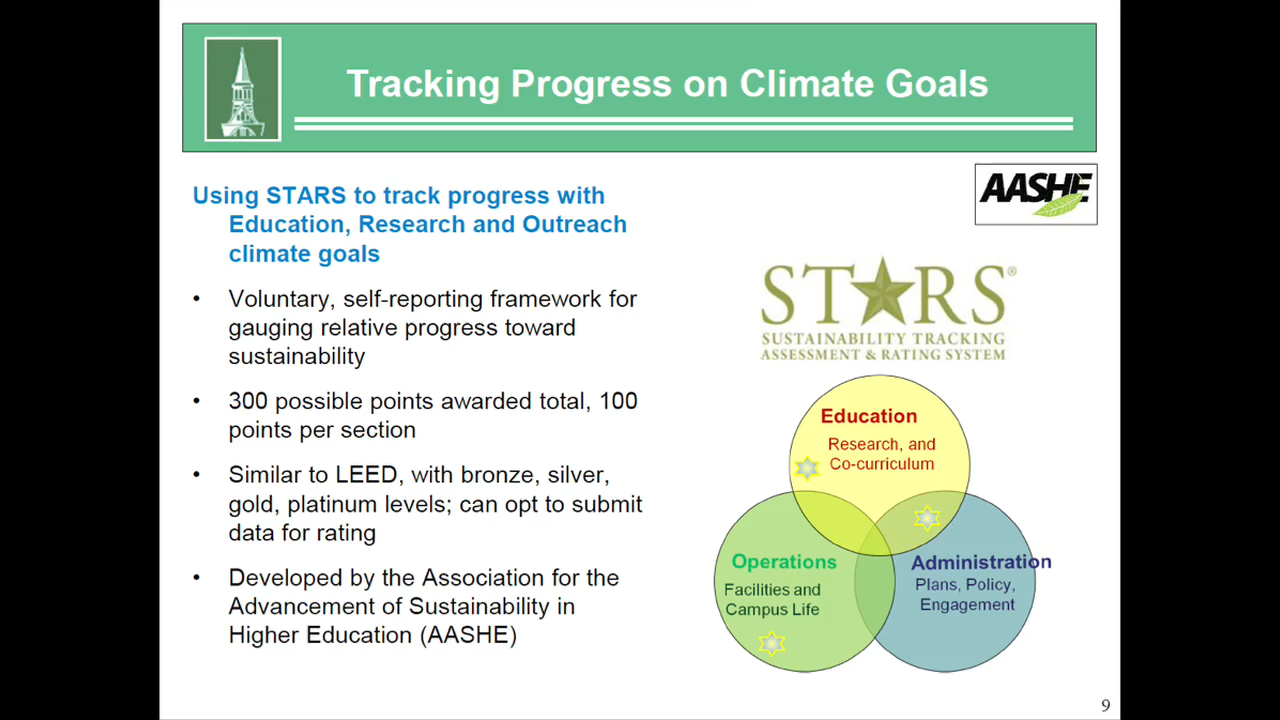 Tracking Progress on Climate Goals
AASHE
Using STARS to track progress with
Education, Research and Outreach
climate goals
• Voluntary, self-reporting framework for
gauging relative progress toward
sustainability
• 300 possible points awarded total, 100
points per section
• Similar to LEED, with bronze, silver,
gold, platinum levels; can opt to submit
data for rating
• Developed by the Association for the
Advancement of Sustainability in
Higher Education (AASHE)
STARS®
SUSTAINABILITY TRACKING
ASSESSMENT & RATING SYSTEM
Education
Research, and
Co-curriculum
Operations
Facilities and
Campus Life
Administration
Plans, Policy,
Engagement
9